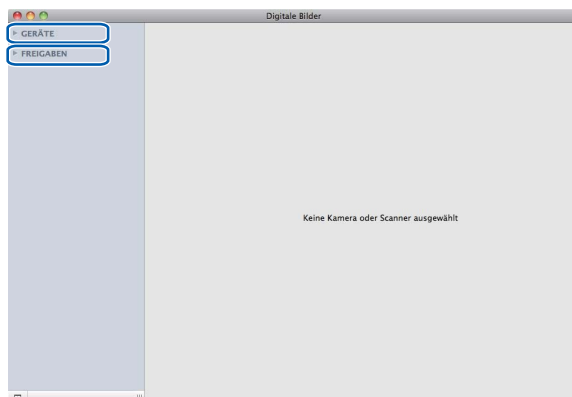 Digitale Bilder
GERÄTE
FREIGABEN
Keine Kamera oder Scanner ausgewählt